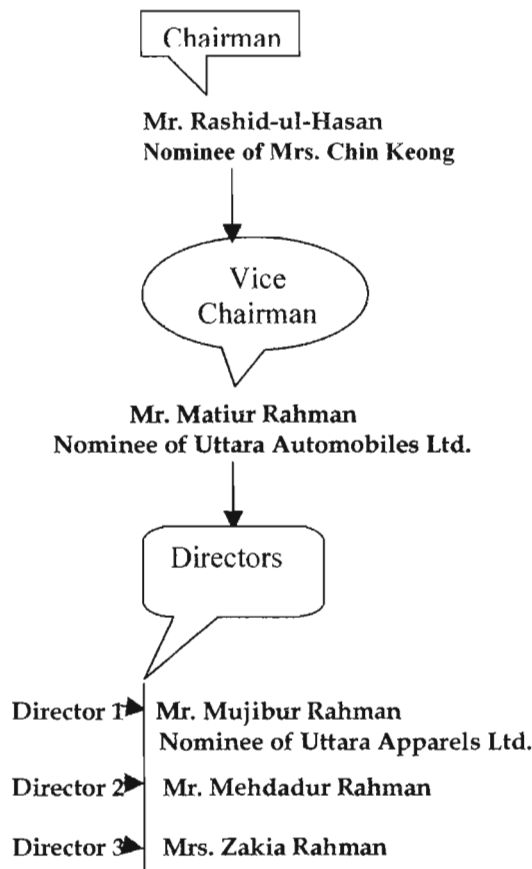 Chairman
Mr. Rashid-ul-Hasan
Nominee of Mrs. Chin Keong
Vice
Chairman
Mr. Matiur Rahman
Nominee of Uttara Automobiles Ltd.
Directors
Director 1 Mr. Mujibur Rahman
Nominee of Uttara Apparels Ltd.
Director 2 Mr. Mehdadur Rahman
Director 3 Mrs. Zakia Rahman